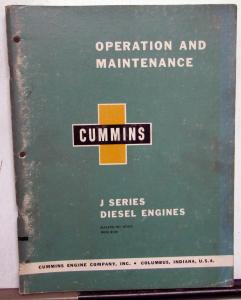 OPERATION AND
MAINTENANCE
CUMMINS
J SERIES
DIESEL ENGINES
CUMMINS ENGINE COMPANY, INC. • COLUMBUS, INDIANA, U.S.A.